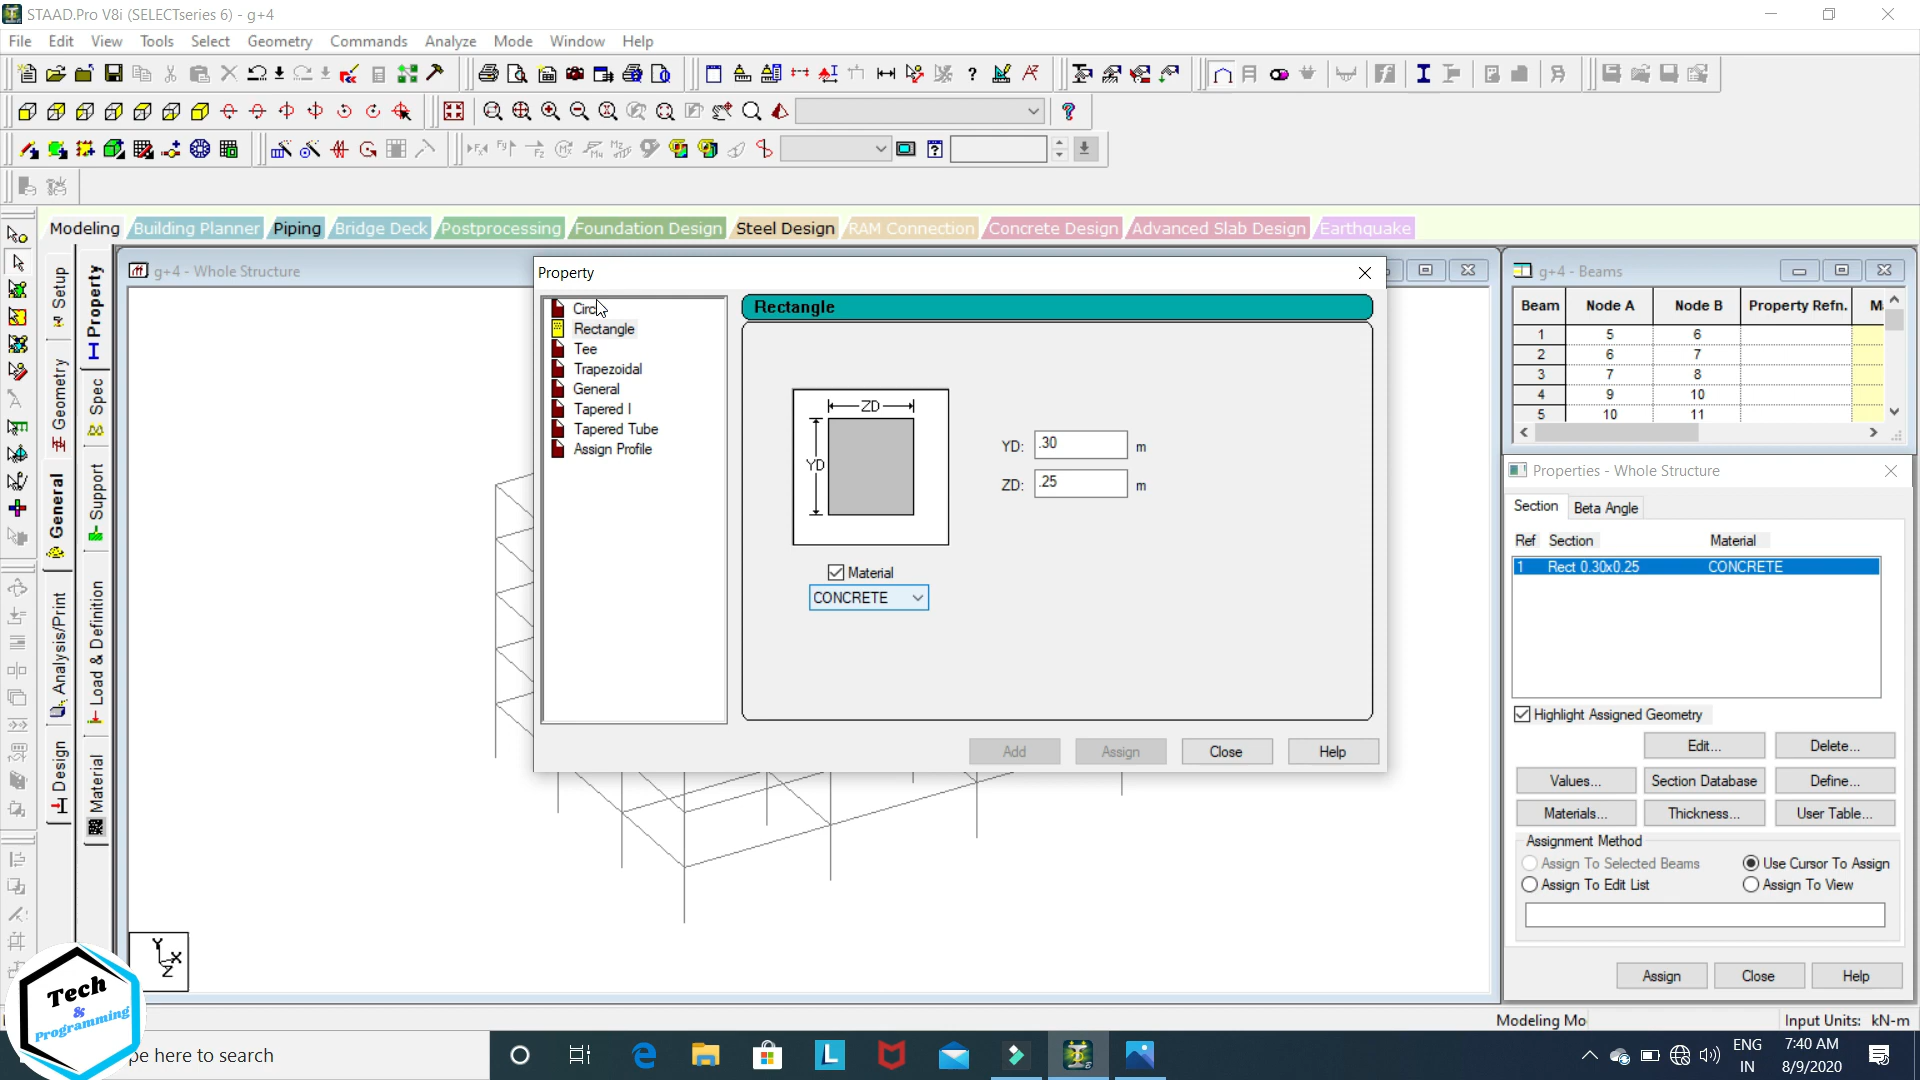 STAAD.Pro V8i (SELECTseries 6) - g+4
File Edit View Tools Select Geometry Commands Analyze Mode Window Help
Modeling Building Planner Piping Bridge Deck Postprocessing Foundation Design Steel Design RAM Connection Concrete Design Advanced Slab Design Earthquake
Setup
Geometry
General
Analysis/Print
Design
Property
Spec
Support
Load & Definition
Material
g+4 - Whole Structure
Property
Circle
Rectangle
Tee
Trapezoidal
General
Tapered I
Tapered Tube
Assign Profile
Rectangle
ZD
YD
YD: .30 m
ZD: .25 m
Material
CONCRETE
Add Assign Close Help
g+4 - Beams
Beam Node A Node B Property Refn. M
1 5 6
2 6 7
3 7 8
4 9 10
5 10 11
Properties - Whole Structure
Section Beta Angle
Ref Section Material
1 Rect 0.30x0.25 CONCRETE
Highlight Assigned Geometry
Edit... Delete...
Values... Section Database Define...
Materials... Thickness... User Table...
Assignment Method
Assign To Selected Beams Use Cursor To Assign
Assign To Edit List Assign To View
Assign Close Help
Y
X
Z
Modeling Mo Input Units: kN-m
Tech
&
Programming
pe here to search
ENG
IN
7:40 AM
8/9/2020